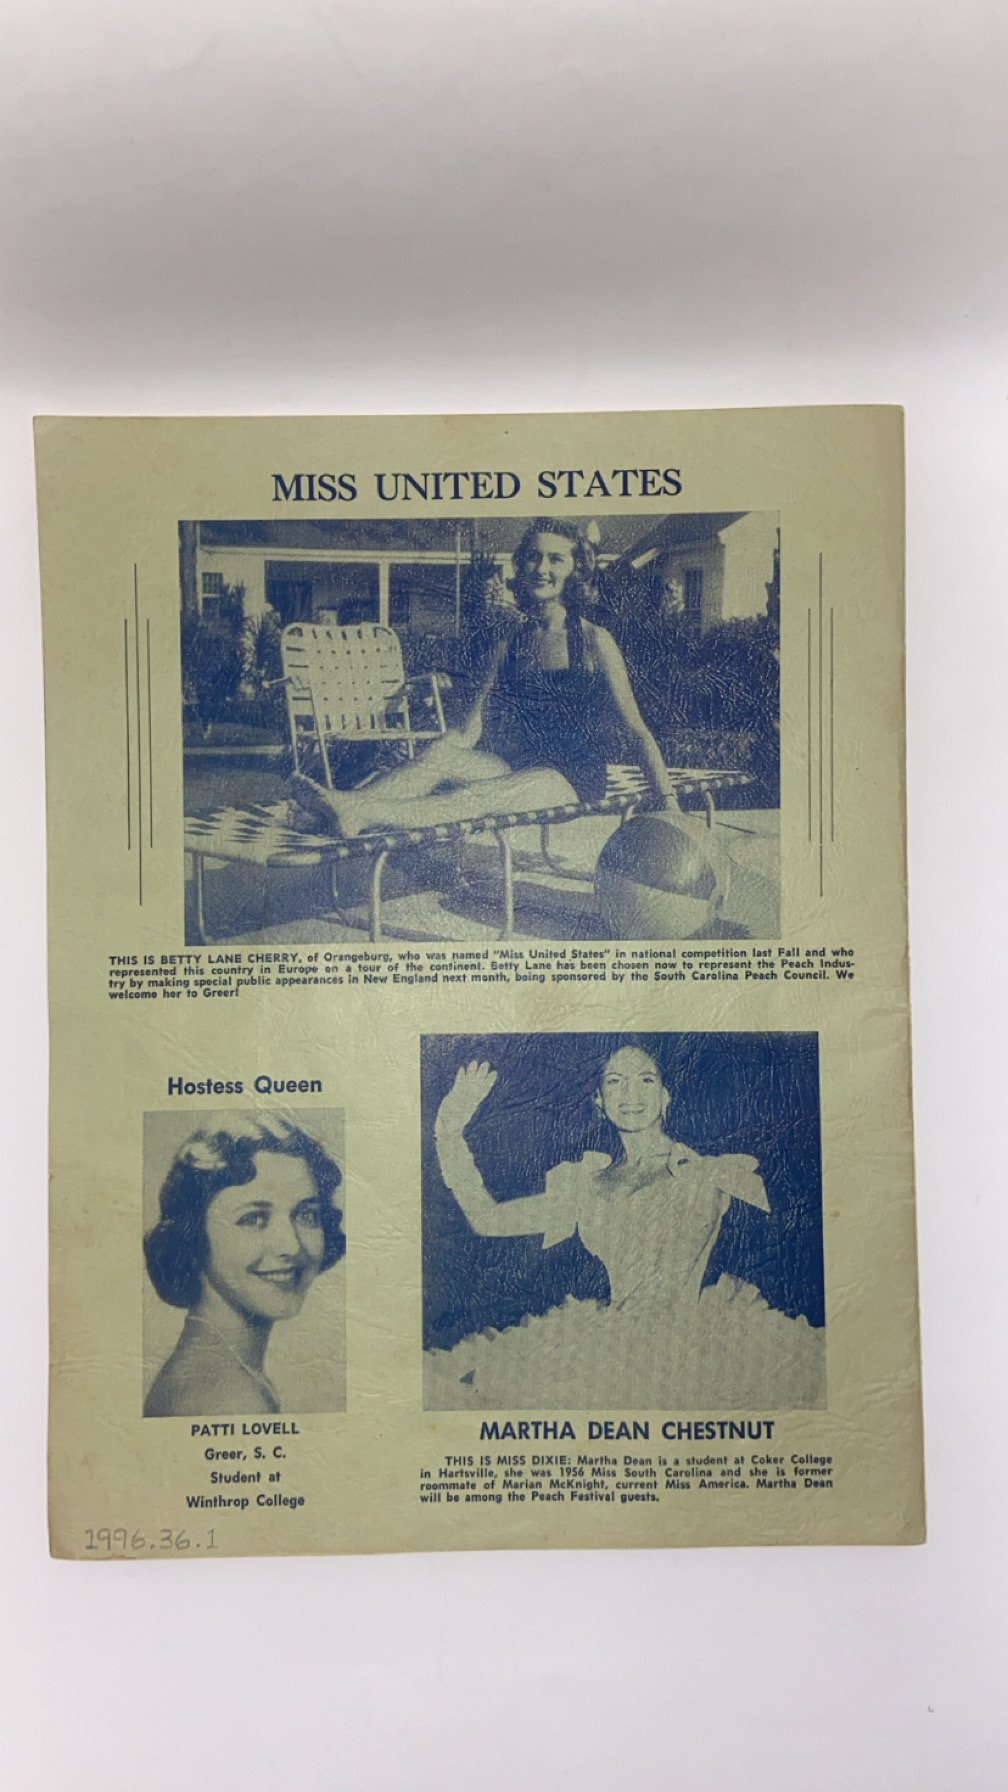 MISS UNITED STATES
THIS IS BETTY LANE CHERRY, of Orangeburg, who was named "Miss United States" in national competition last Fall and who
represented this country in Europe on a tour of the continent. Betty Lane has been chosen now to represent the Peach Indus-
try by making special public appearances in New England next month, being sponsored by the South Carolina Peach Council. We
welcome her to Greer!
Hostess Queen
PATTI LOVELL
Greer, S. C.
Student at
Winthrop College
MARTHA DEAN CHESTNUT
THIS IS MISS DIXIE: Martha Dean is a student at Coker College
in Hartsville, she was 1956 Miss South Carolina and she is former
roommate of Marian McKnight, current Miss America. Martha Dean
will be among the Peach Festival guests.
1996.36.1